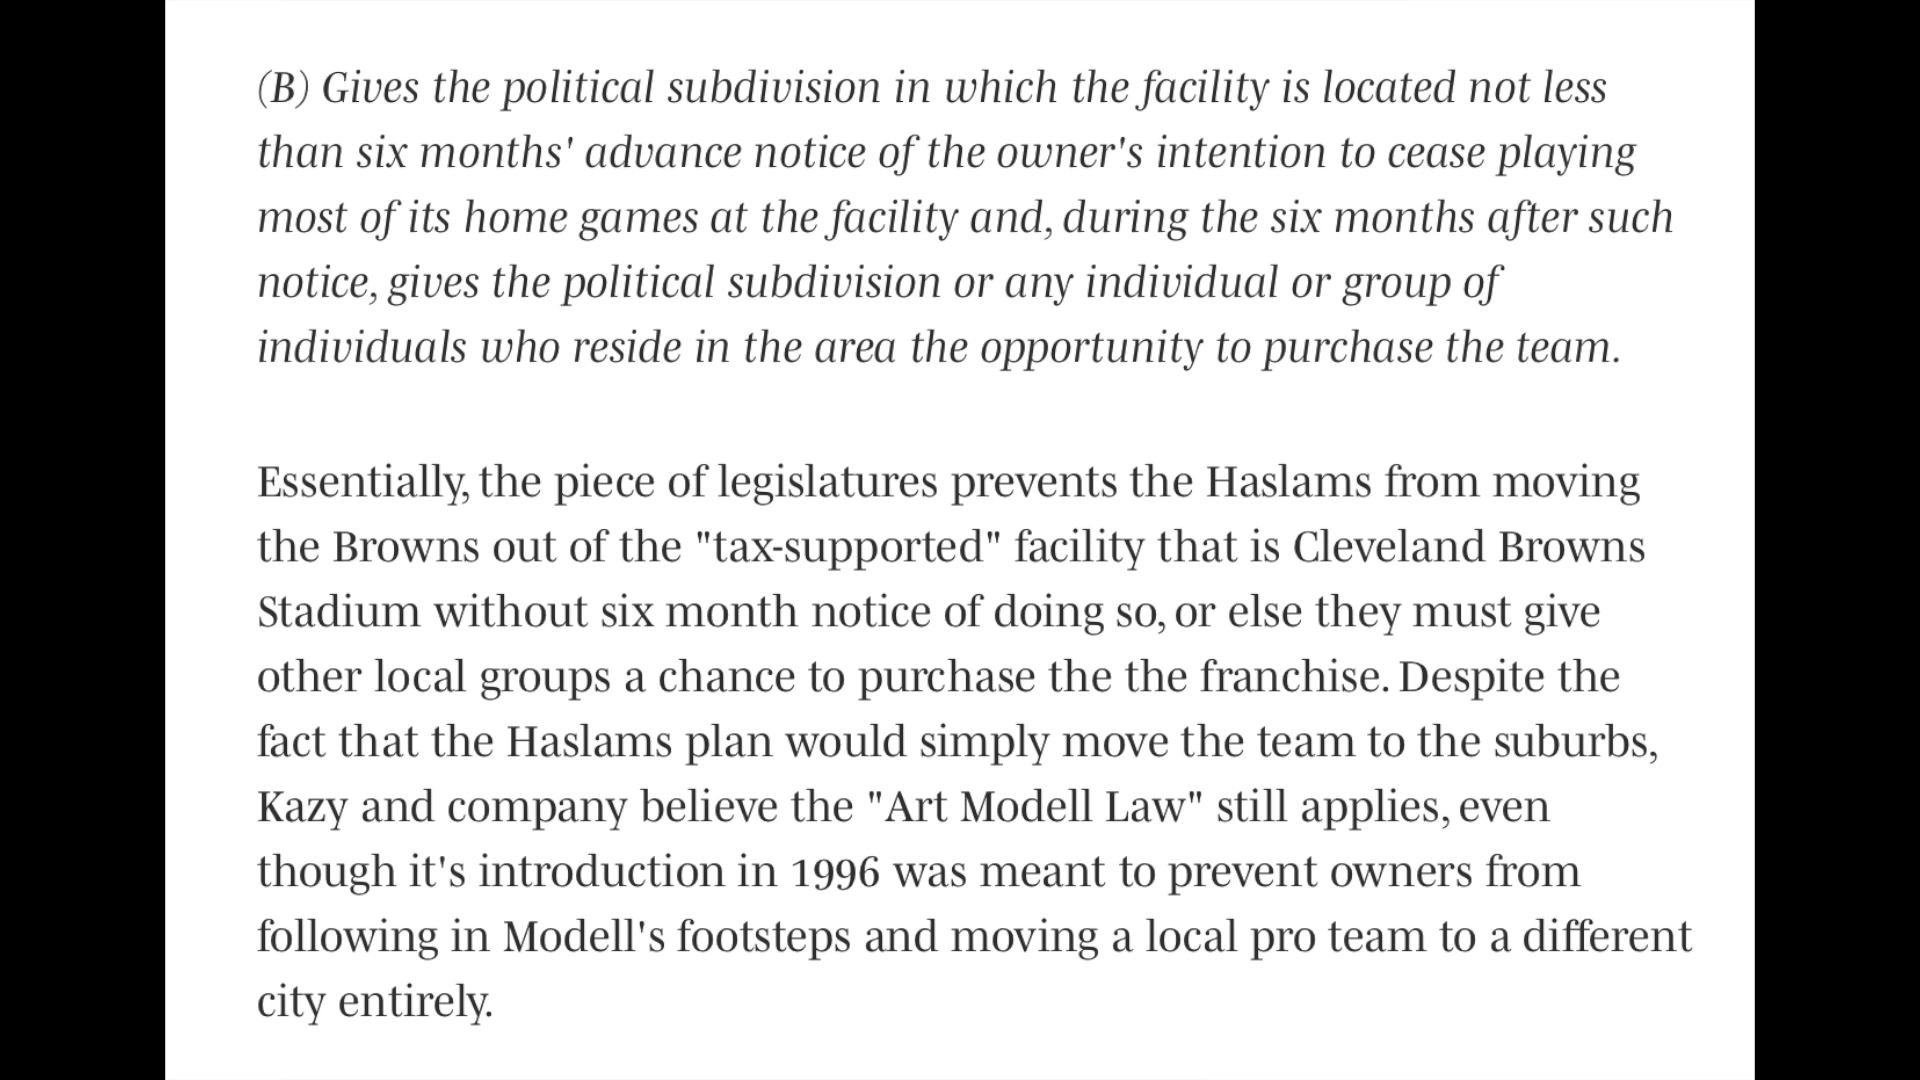 (B) Gives the political subdivision in which the facility is located not less
than six months' advance notice of the owner's intention to cease playing
most of its home games at the facility and, during the six months after such
notice, gives the political subdivision or any individual or group of
individuals who reside in the area the opportunity to purchase the team.
Essentially, the piece of legislatures prevents the Haslams from moving
the Browns out of the "tax-supported" facility that is Cleveland Browns
Stadium without six month notice of doing so, or else they must give
other local groups a chance to purchase the the franchise. Despite the
fact that the Haslams plan would simply move the team to the suburbs,
Kazy and company believe the "Art Modell Law" still applies, even
though it's introduction in 1996 was meant to prevent owners from
following in Modell's footsteps and moving a local pro team to a different
city entirely.